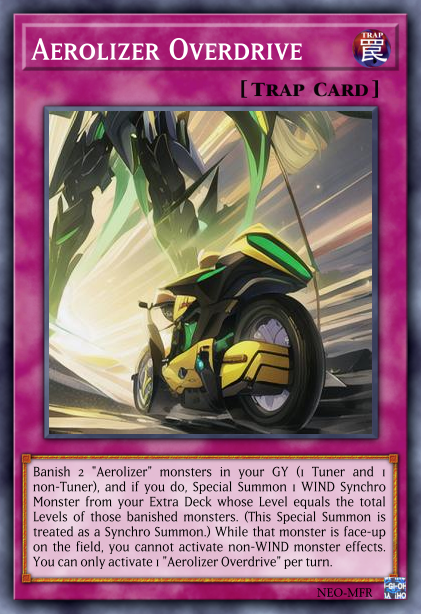 Aerolizer Overdrive
TRAP
罠
[Trap Card]
Banish 2 "Aerolizer" monsters in your GY (1 Tuner and 1
non-Tuner), and if you do, Special Summon 1 WIND Synchro
Monster from your Extra Deck whose Level equals the total
Levels of those banished monsters. (This Special Summon is
treated as a Synchro Summon.) While that monster is face-up
on the field, you cannot activate non-WIND monster effects.
You can only activate 1 "Aerolizer Overdrive" per turn.
NEO-MFR